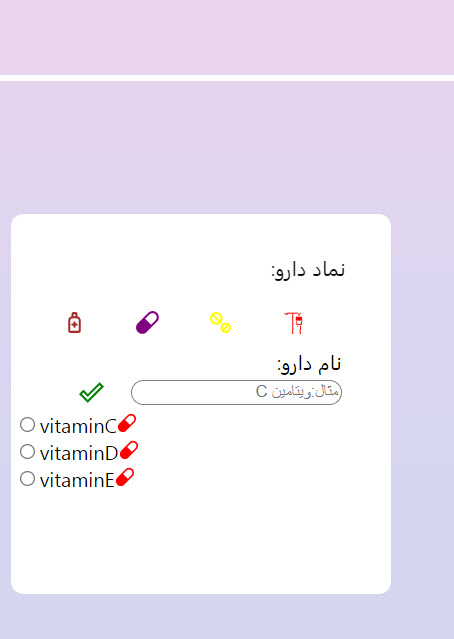 نماد دارو:
نام دارو:
مثال:ویتامین C
vitaminC
vitaminD
vitaminE